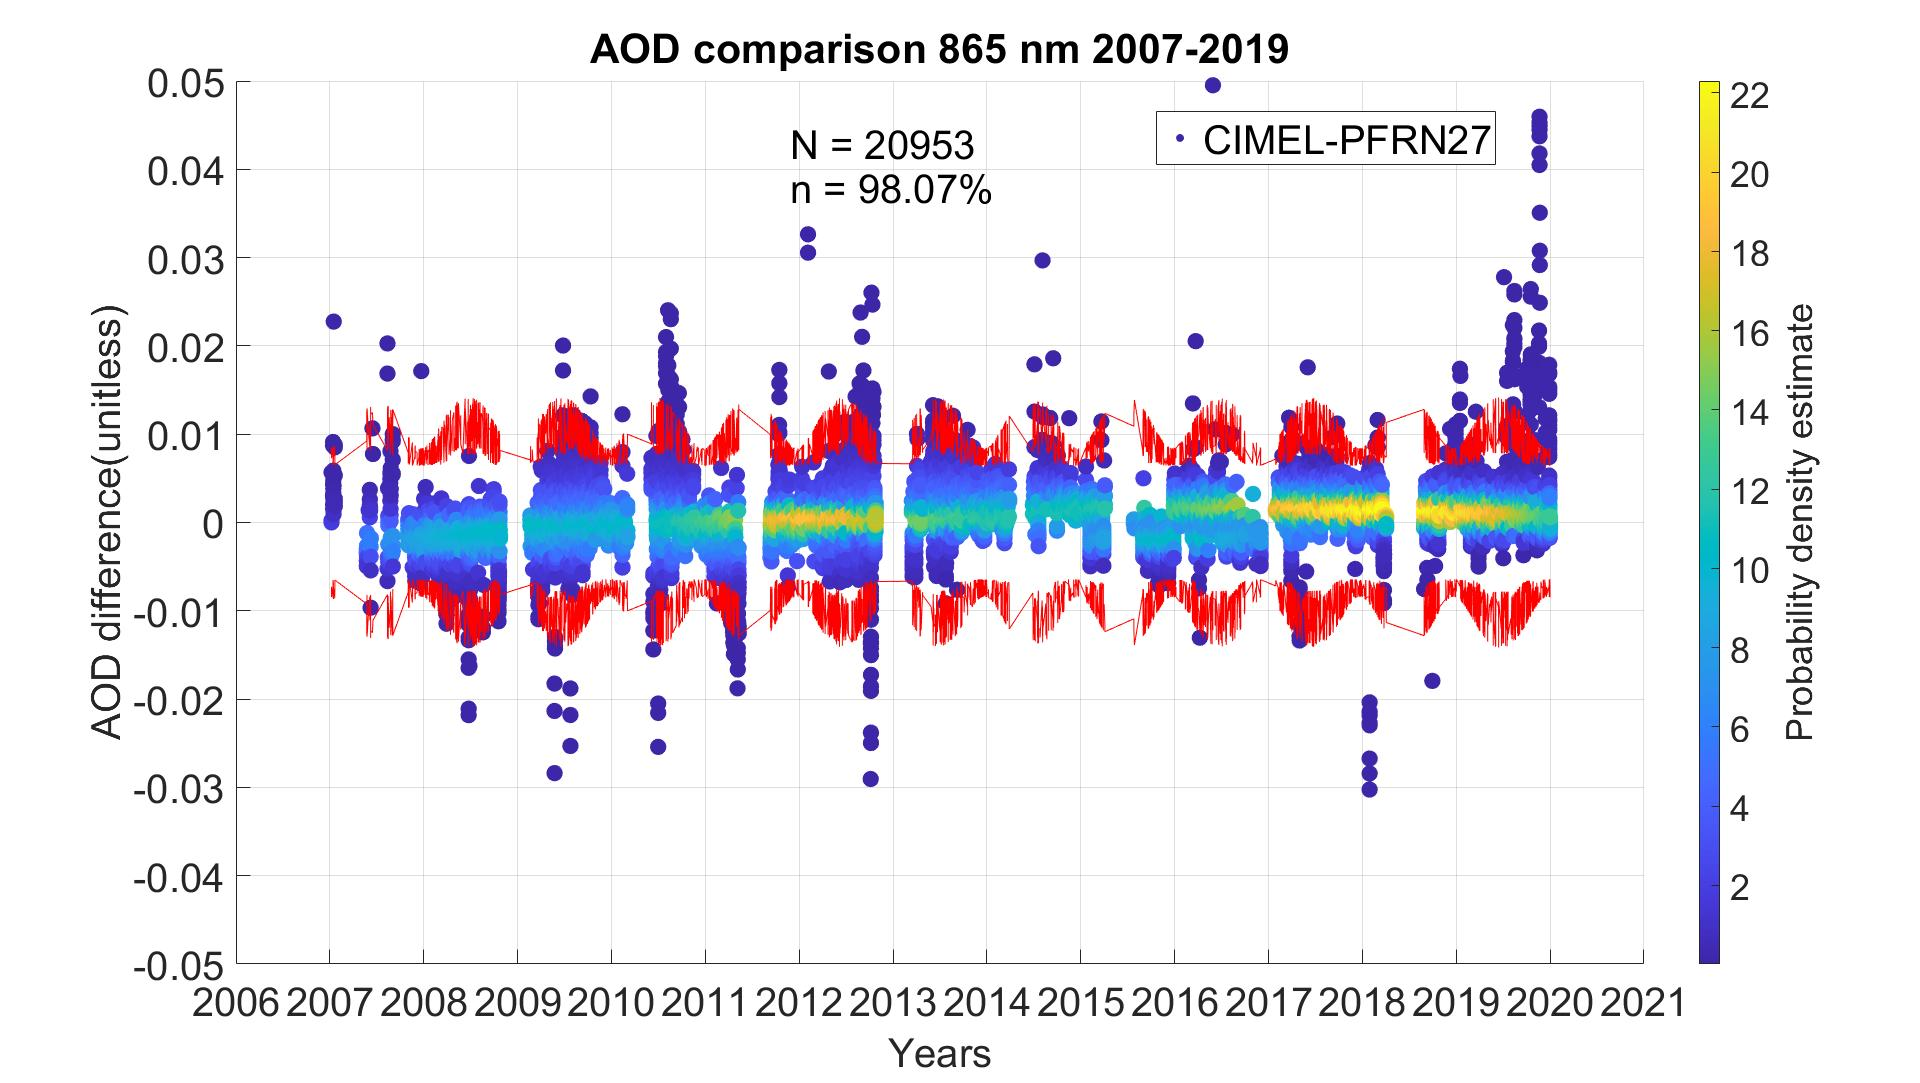 AOD comparison 865 nm 2007-2019
N = 20953
n = 98.07%
CIMEL-PFRN27
AOD difference(unitless)
0.05
0.04
0.03
0.02
0.01
0
-0.01
-0.02
-0.03
-0.04
-0.05
2006 2007 2008 2009 2010 2011 2012 2013 2014 2015 2016 2017 2018 2019 2020 2021
Years
22
20
18
16
14
12
10
8
6
4
2
Probability density estimate